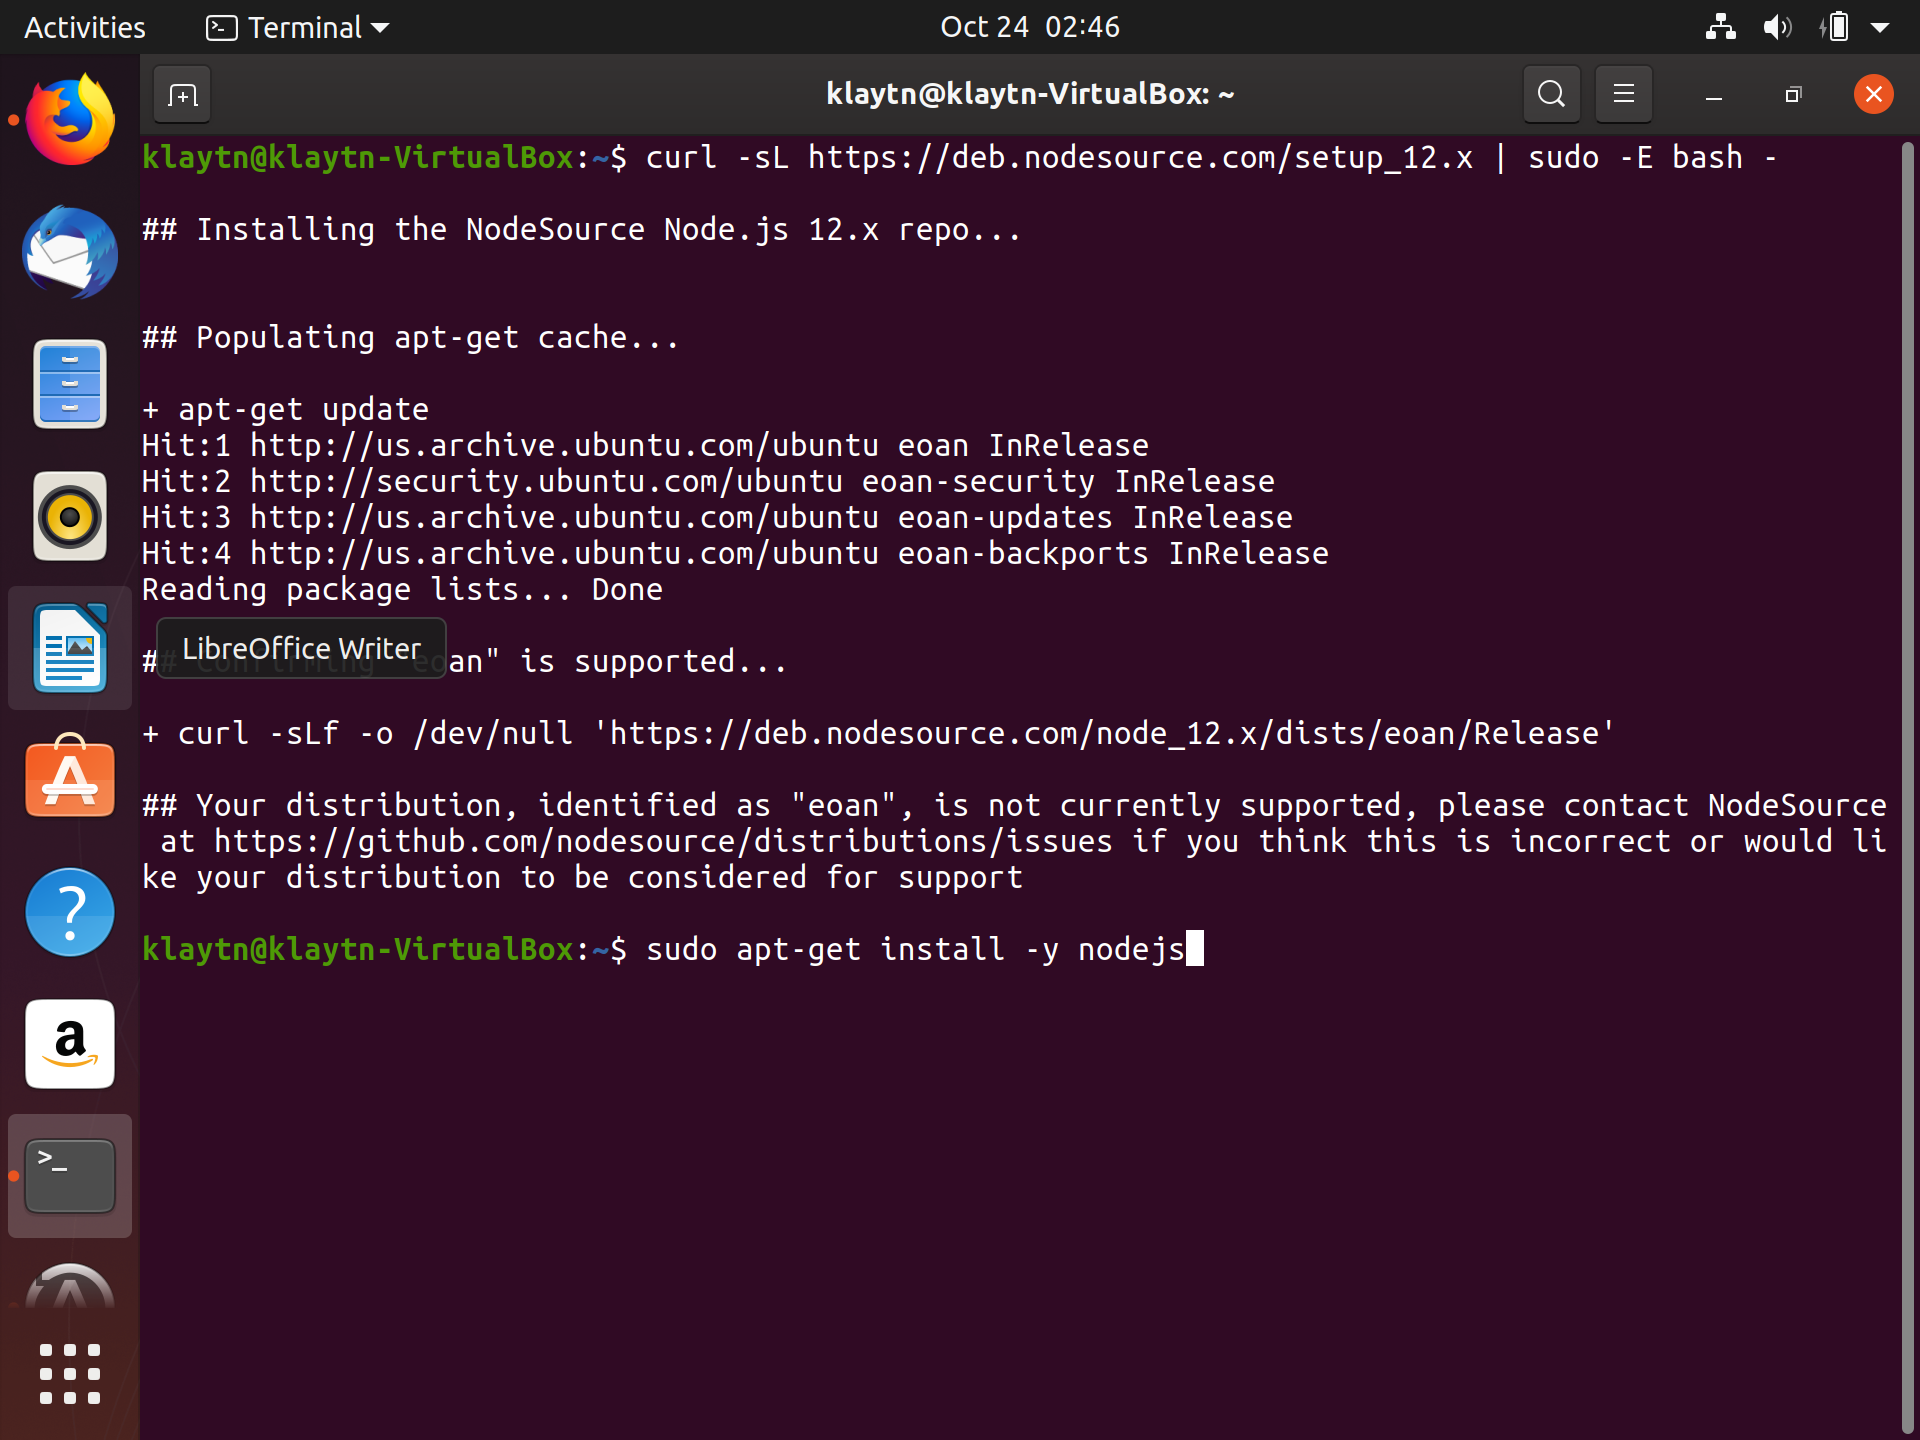 Activities
Terminal
Oct 24 02:46
klaytn@klaytn-VirtualBox: ~
klaytn@klaytn-VirtualBox:~$ curl -sL https://deb.nodesource.com/setup_12.x | sudo -E bash -
## Installing the NodeSource Node.js 12.x repo...
## Populating apt-get cache...
+ apt-get update
Hit:1 http://us.archive.ubuntu.com/ubuntu eoan InRelease
Hit:2 http://security.ubuntu.com/ubuntu eoan-security InRelease
Hit:3 http://us.archive.ubuntu.com/ubuntu eoan-updates InRelease
Hit:4 http://us.archive.ubuntu.com/ubuntu eoan-backports InRelease
Reading package lists... Done
LibreOffice Writer
## Confirming "eoan" is supported...
+ curl -sLf -o /dev/null 'https://deb.nodesource.com/node_12.x/dists/eoan/Release'
## Your distribution, identified as "eoan", is not currently supported, please contact NodeSource
at https://github.com/nodesource/distributions/issues if you think this is incorrect or would li
ke your distribution to be considered for support
klaytn@klaytn-VirtualBox:~$ sudo apt-get install -y nodejs